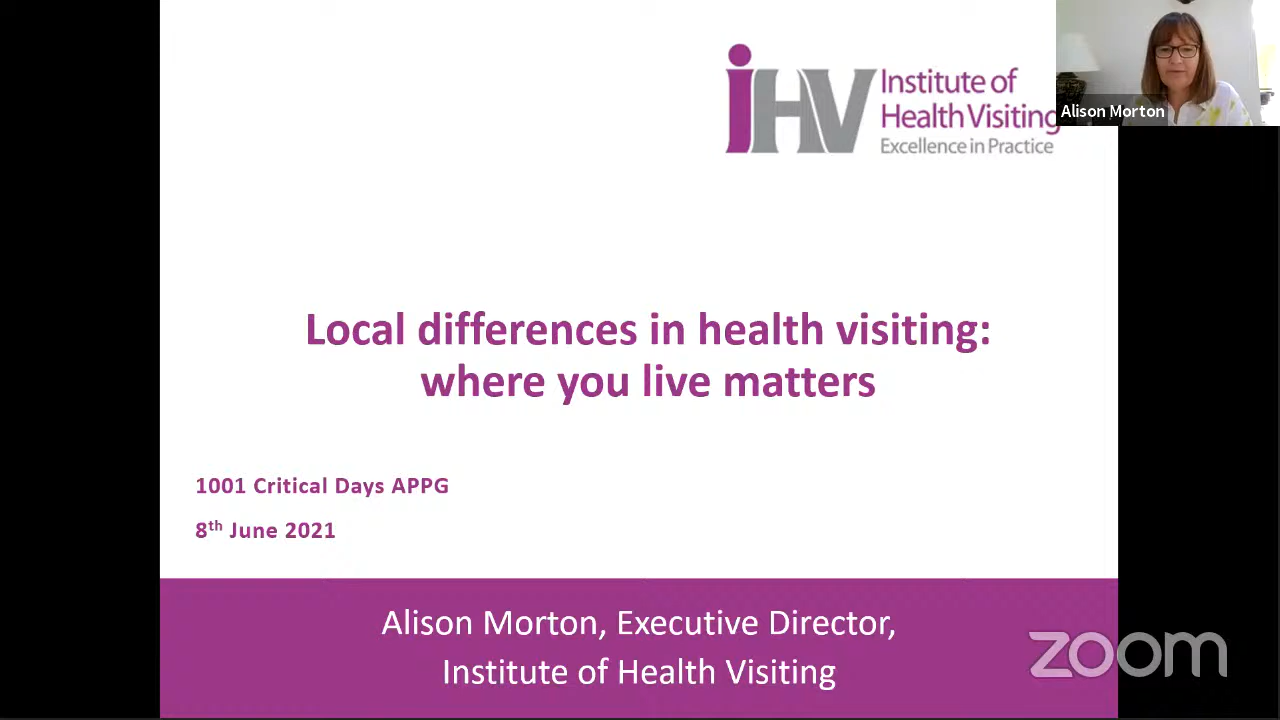 iHV
Institute of
Health Visiting
Excellence in Practice
Alison Morton
Local differences in health visiting:
where you live matters
1001 Critical Days APPG
8th June 2021
Alison Morton, Executive Director,
Institute of Health Visiting
zoom